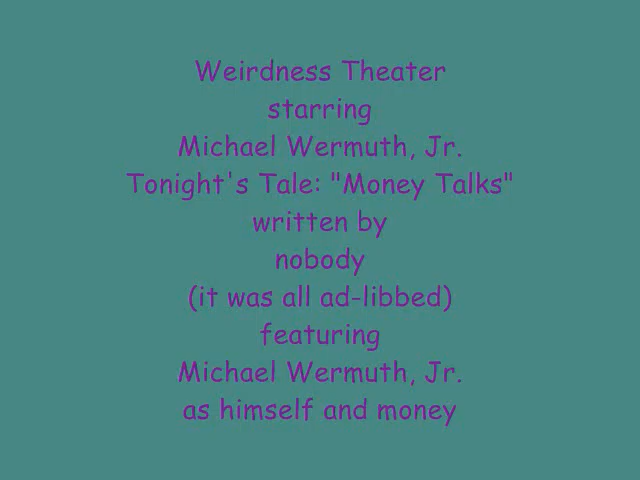 Weirdness Theater
starring
Michael Wermuth, Jr.
Tonight's Tale: "Money Talks"
written by
nobody
(it was all ad-libbed)
featuring
Michael Wermuth, Jr.
as himself and money